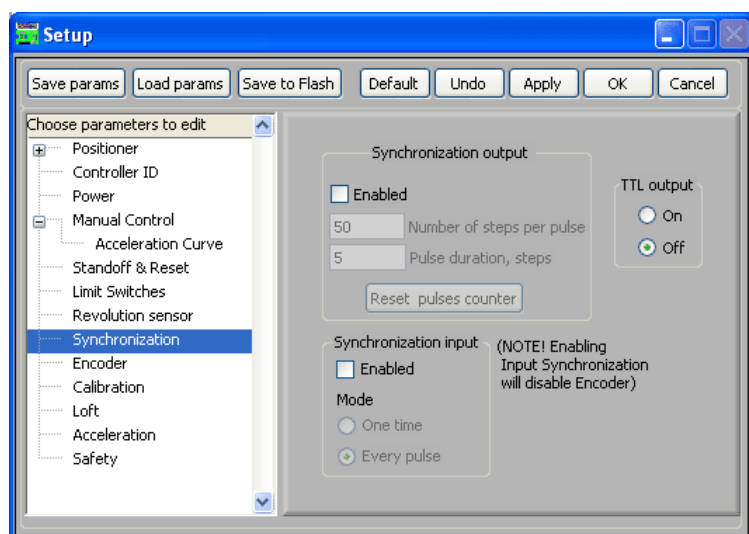 Setup
Save params Load params Save to Flash Default Undo Apply OK Cancel
Choose parameters to edit
Positioner
Controller ID
Power
Manual Control
Acceleration Curve
Standoff & Reset
Limit Switches
Revolution sensor
Synchronization
Encoder
Calibration
Loft
Acceleration
Safety
Synchronization output
Enabled
50 Number of steps per pulse
5 Pulse duration, steps
Reset pulses counter
TTL output
On
Off
Synchronization input
Enabled
Mode
One time
Every pulse
(NOTE! Enabling
Input Synchronization
will disable Encoder)